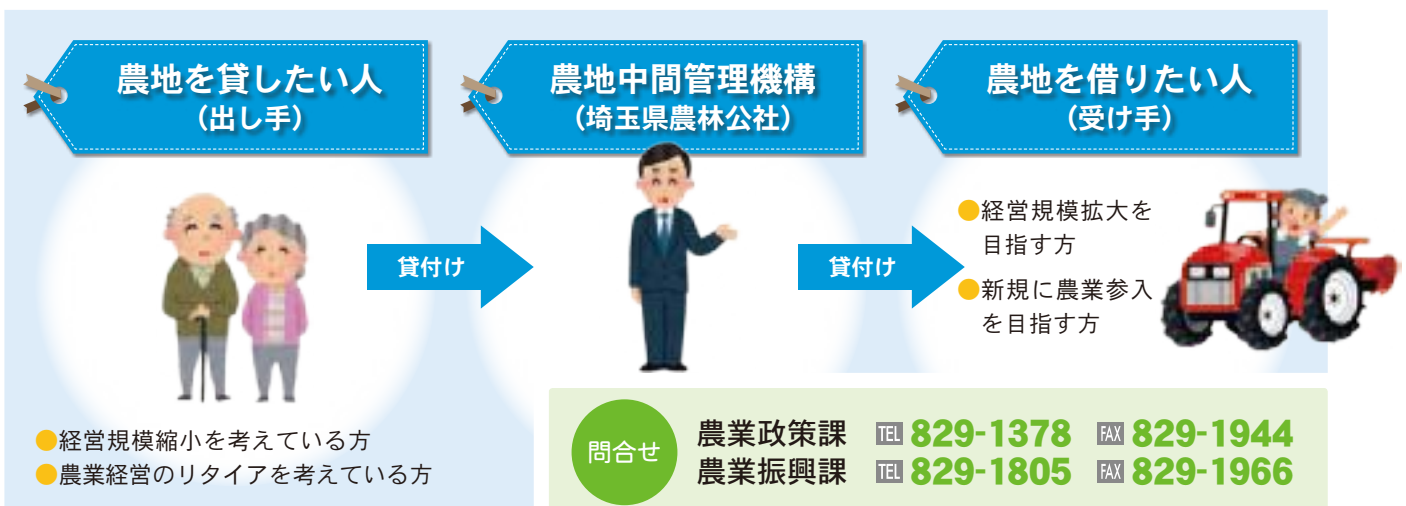 農地を貸したい人
（出し手）
農地中間管理機構
（埼玉県農林公社）
農地を借りたい人
（受け手）
貸付け
貸付け
●経営規模拡大を
目指す方
●新規に農業参入
を目指す方
●経営規模縮小を考えている方
●農業経営のリタイアを考えている方
問合せ
農業政策課 TEL 829-1378 FAX 829-1944
農業振興課 TEL 829-1805 FAX 829-1966